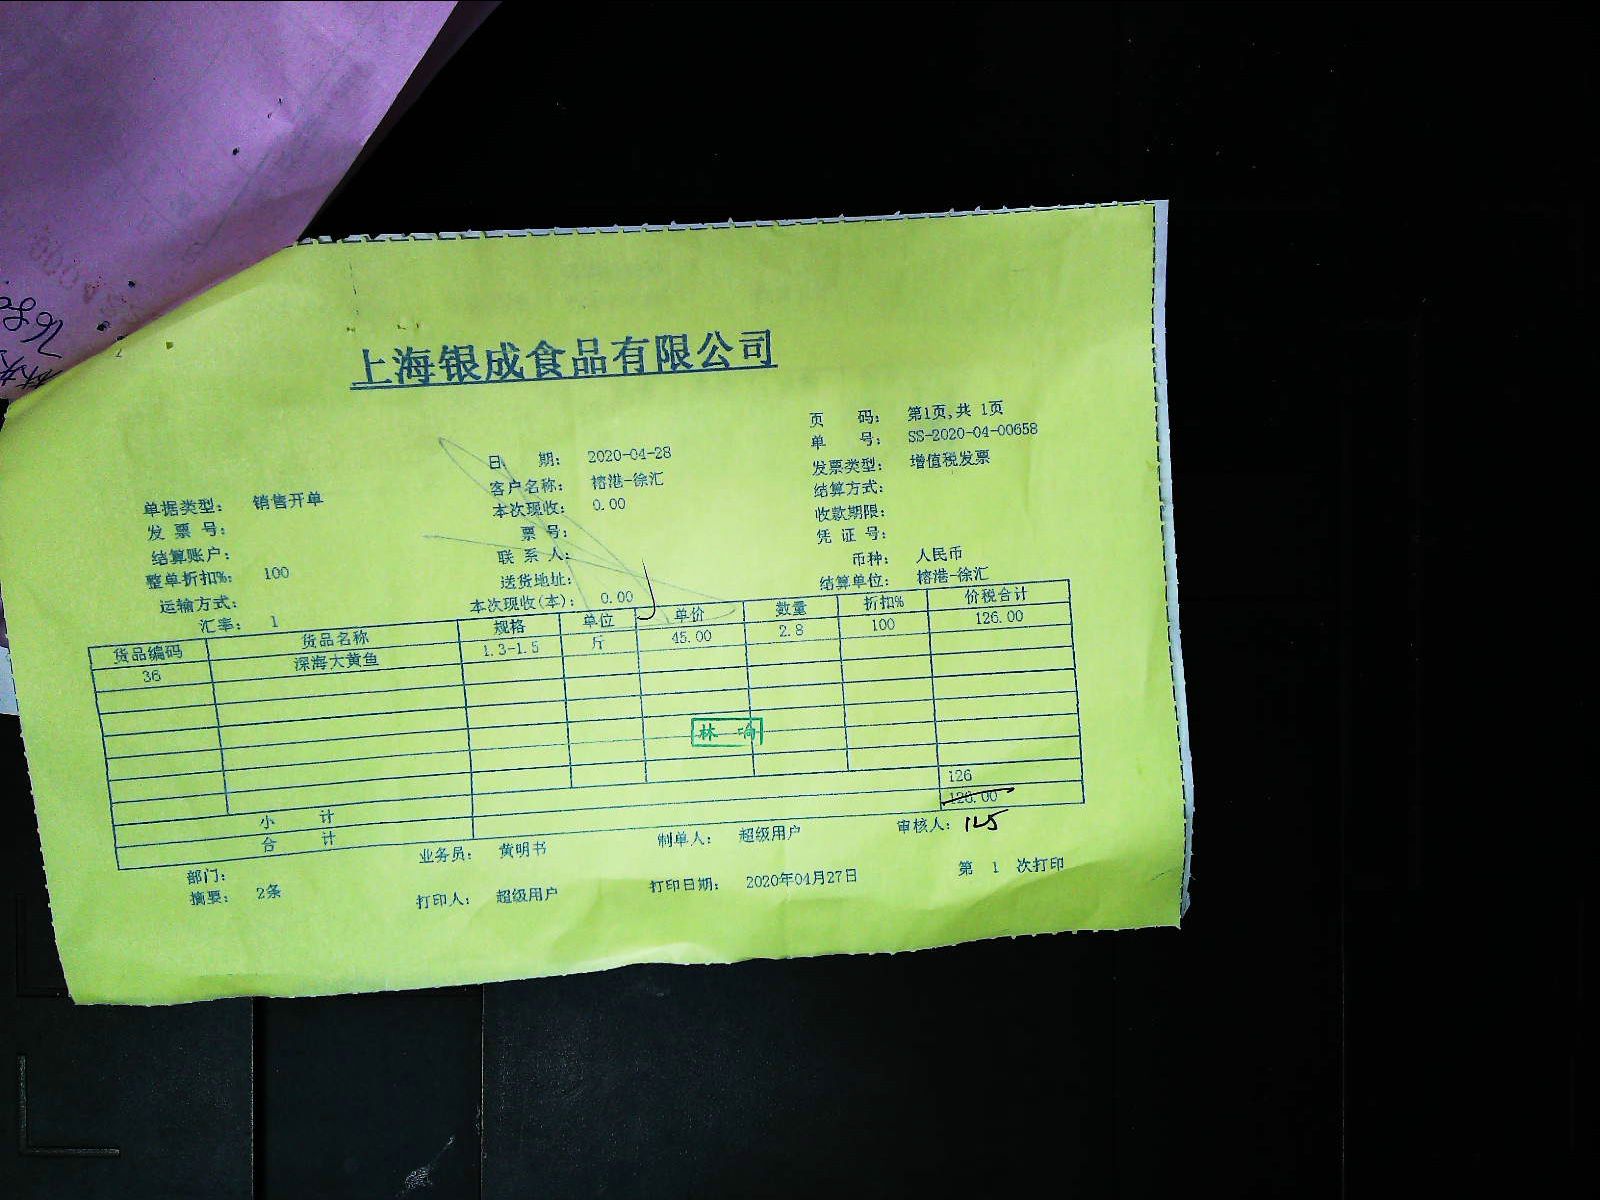 上海银成食品有限公司
页 码： 第1页,共 1页
单 号： SS-2020-04-00658
日 期： 2020-04-28
发票类型： 增值税发票
客户名称： 榕港-徐汇
结算方式：
单据类型： 销售开单
本次现收： 0.00
收款期限：
发 票 号：
票 号：
凭 证 号：
结算账户：
联 系 人：
币种： 人民币
整单折扣%： 100
送货地址：
结算单位： 榕港-徐汇
运输方式：
本次现收(本)： 0.00
汇率： 1
货品编码 货品名称 规格 单位 单价 数量 折扣% 价税合计
36 深海大黄鱼 1.3-1.5 斤 45.00 2.8 100 126.00
小 计 126
合 计 126.00
125
部门： 业务员： 黄明书 制单人： 超级用户 审核人：
摘要： 2条 打印人： 超级用户 打印日期： 2020年04月27日 第 1 次打印